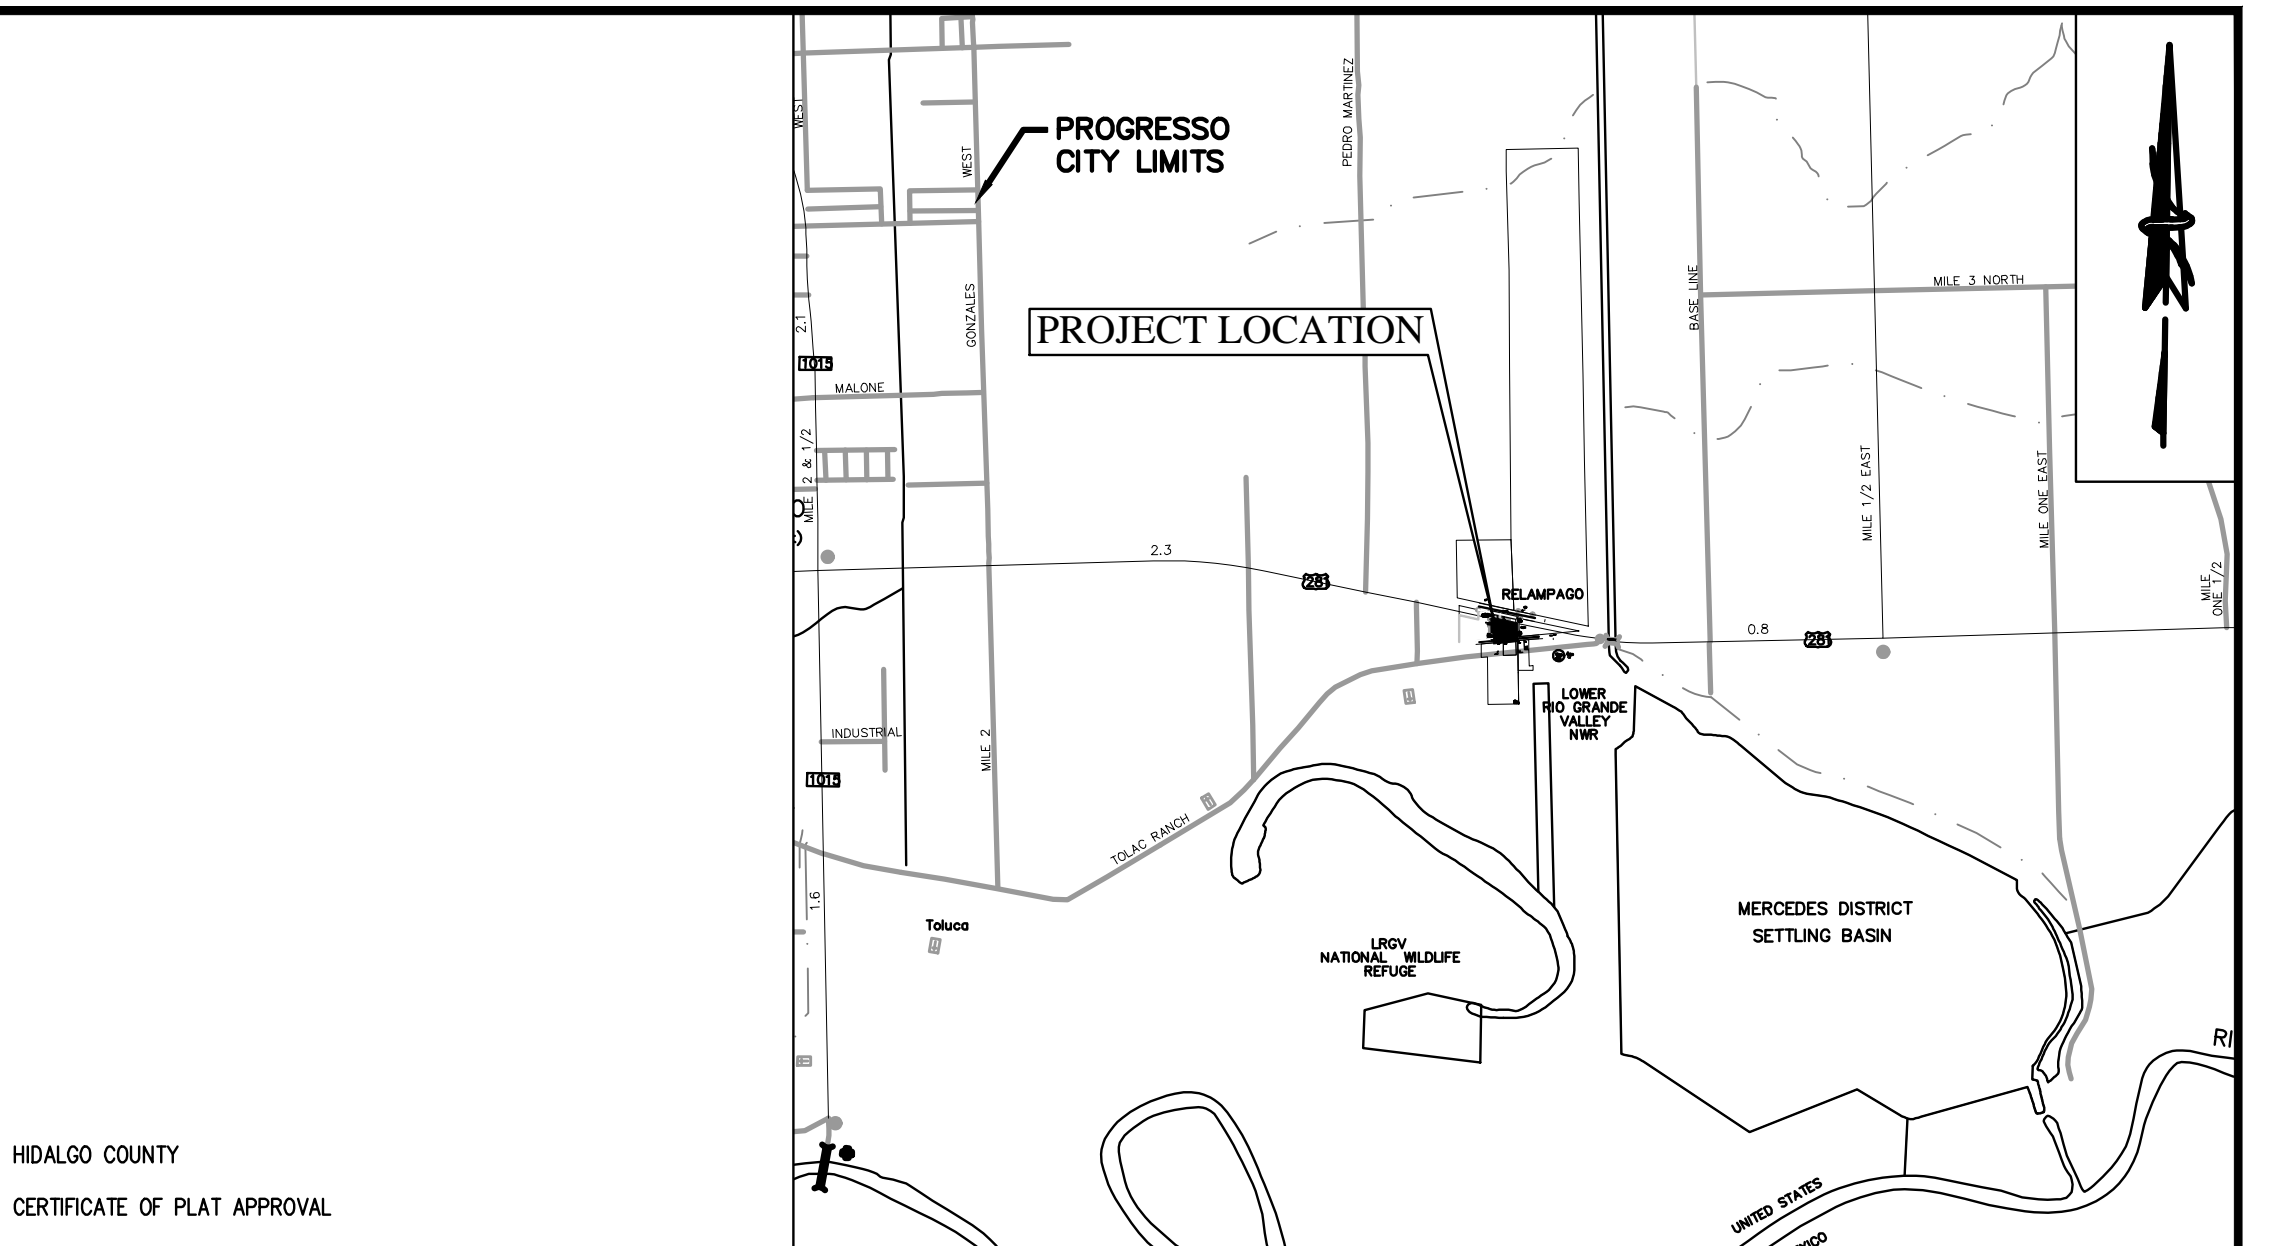 WEST
WEST
PROGRESSO
CITY LIMITS
PEDRO MARTINEZ
BASE LINE
MILE 3 NORTH
GONZALES
PROJECT LOCATION
2.1
1015
MALONE
MILE 2 & 1/2
MILE 1/2 EAST
MILE ONE EAST
2.3
281
RELAMPAGO
MILE
ONE 1/2
0.8
281
LOWER
RIO GRANDE
VALLEY
NWR
INDUSTRIAL
MILE 2
1015
TOLAC RANCH
1.6
Toluca
MERCEDES DISTRICT
SETTLING BASIN
LRGV
NATIONAL WILDLIFE
REFUGE
RI
HIDALGO COUNTY
CERTIFICATE OF PLAT APPROVAL
UNITED STATES